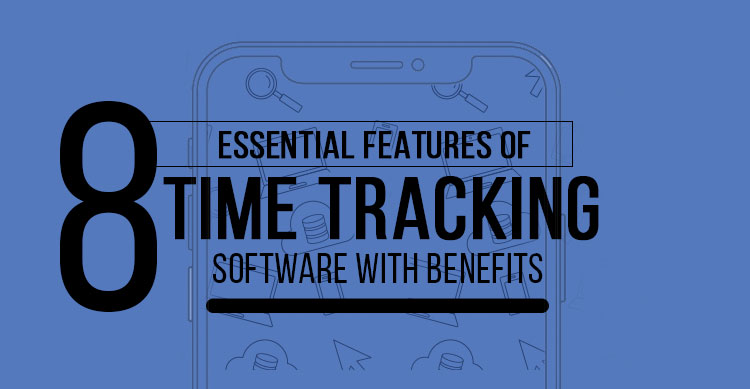 8
ESSENTIAL FEATURES OF
TIME TRACKING
SOFTWARE WITH BENEFITS